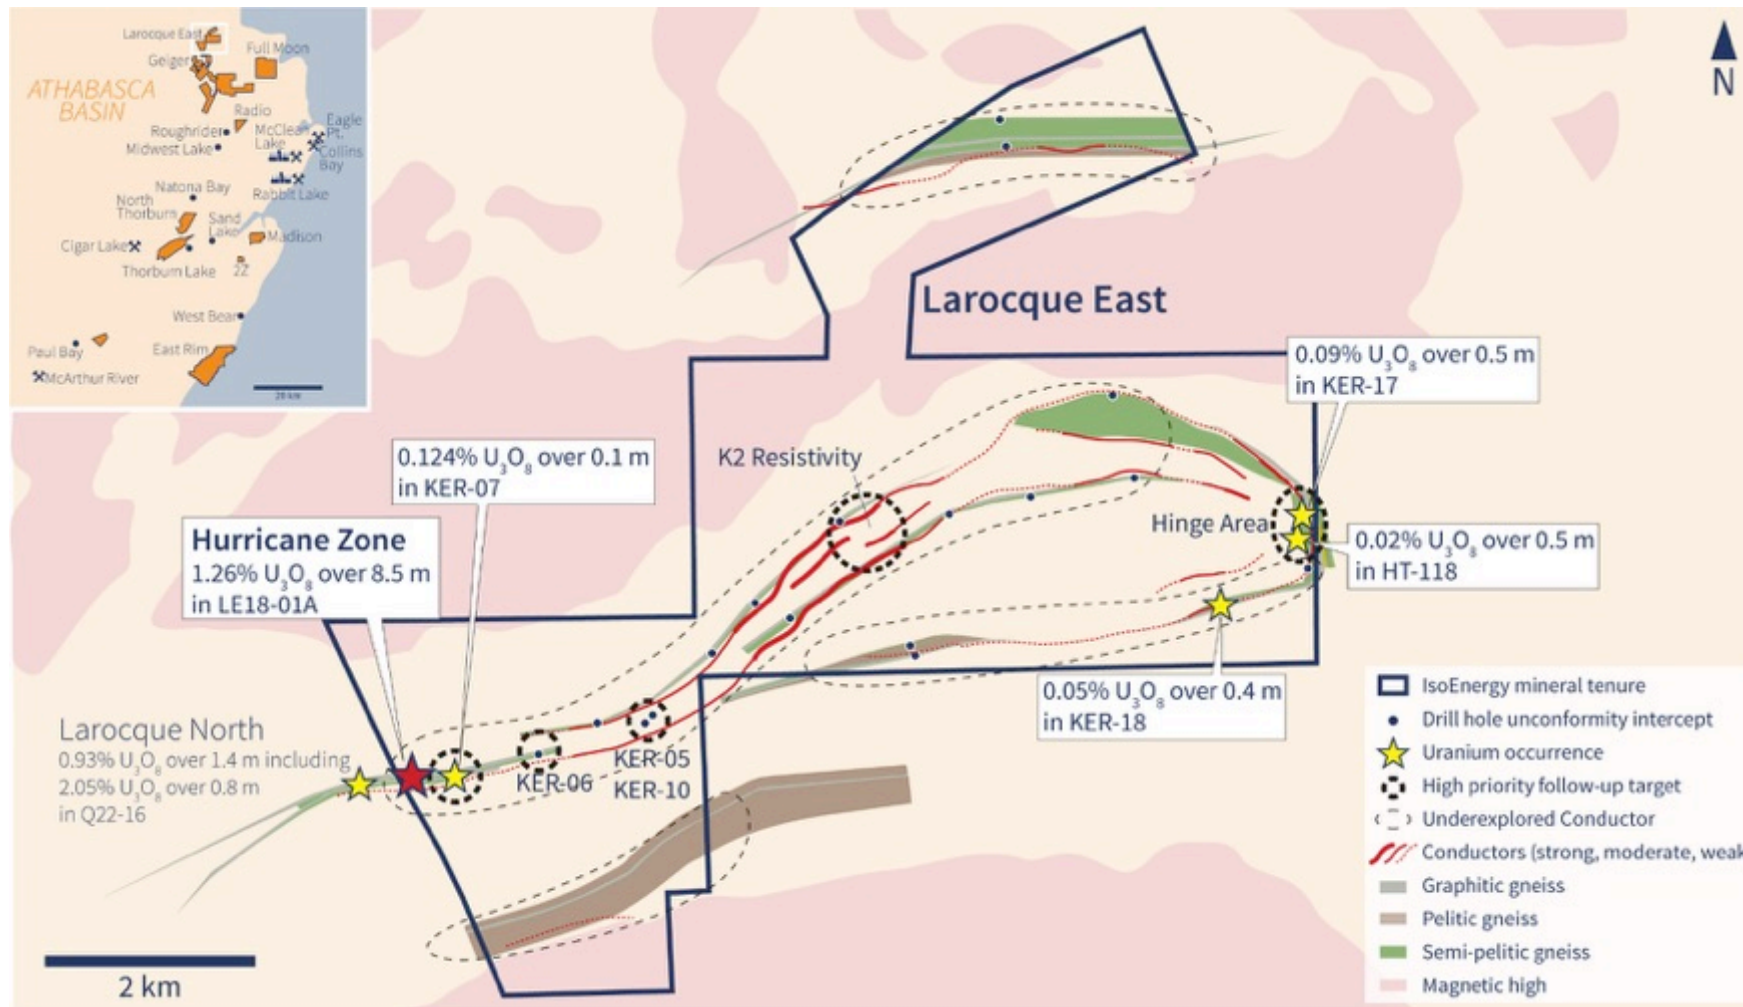 Larocque East
Geiger
Full Moon
ATHABASCA
BASIN
Radio
Roughrider
Midwest Lake
McClean
Lake
Eagle
Pt.
Collins
Bay
Rabbit Lake
Natona Bay
North
Thorburn
Sand
Lake
Cigar Lake
Madison
Thorburn Lake
2Z
West Bear
Paul Bay
East Rim
McArthur River
20 km
N
Larocque East
0.09% U₃O₈ over 0.5 m
in KER-17
K2 Resistivity
0.124% U₃O₈ over 0.1 m
in KER-07
Hinge Area
0.02% U₃O₈ over 0.5 m
in HT-118
Hurricane Zone
1.26% U₃O₈ over 8.5 m
in LE18-01A
0.05% U₃O₈ over 0.4 m
in KER-18
Larocque North
0.93% U₃O₈ over 1.4 m including
2.05% U₃O₈ over 0.8 m
in Q22-16
KER-06
KER-05
KER-10
2 km
IsoEnergy mineral tenure
Drill hole unconformity intercept
Uranium occurrence
High priority follow-up target
Underexplored Conductor
Conductors (strong, moderate, weak
Graphitic gneiss
Pelitic gneiss
Semi-pelitic gneiss
Magnetic high